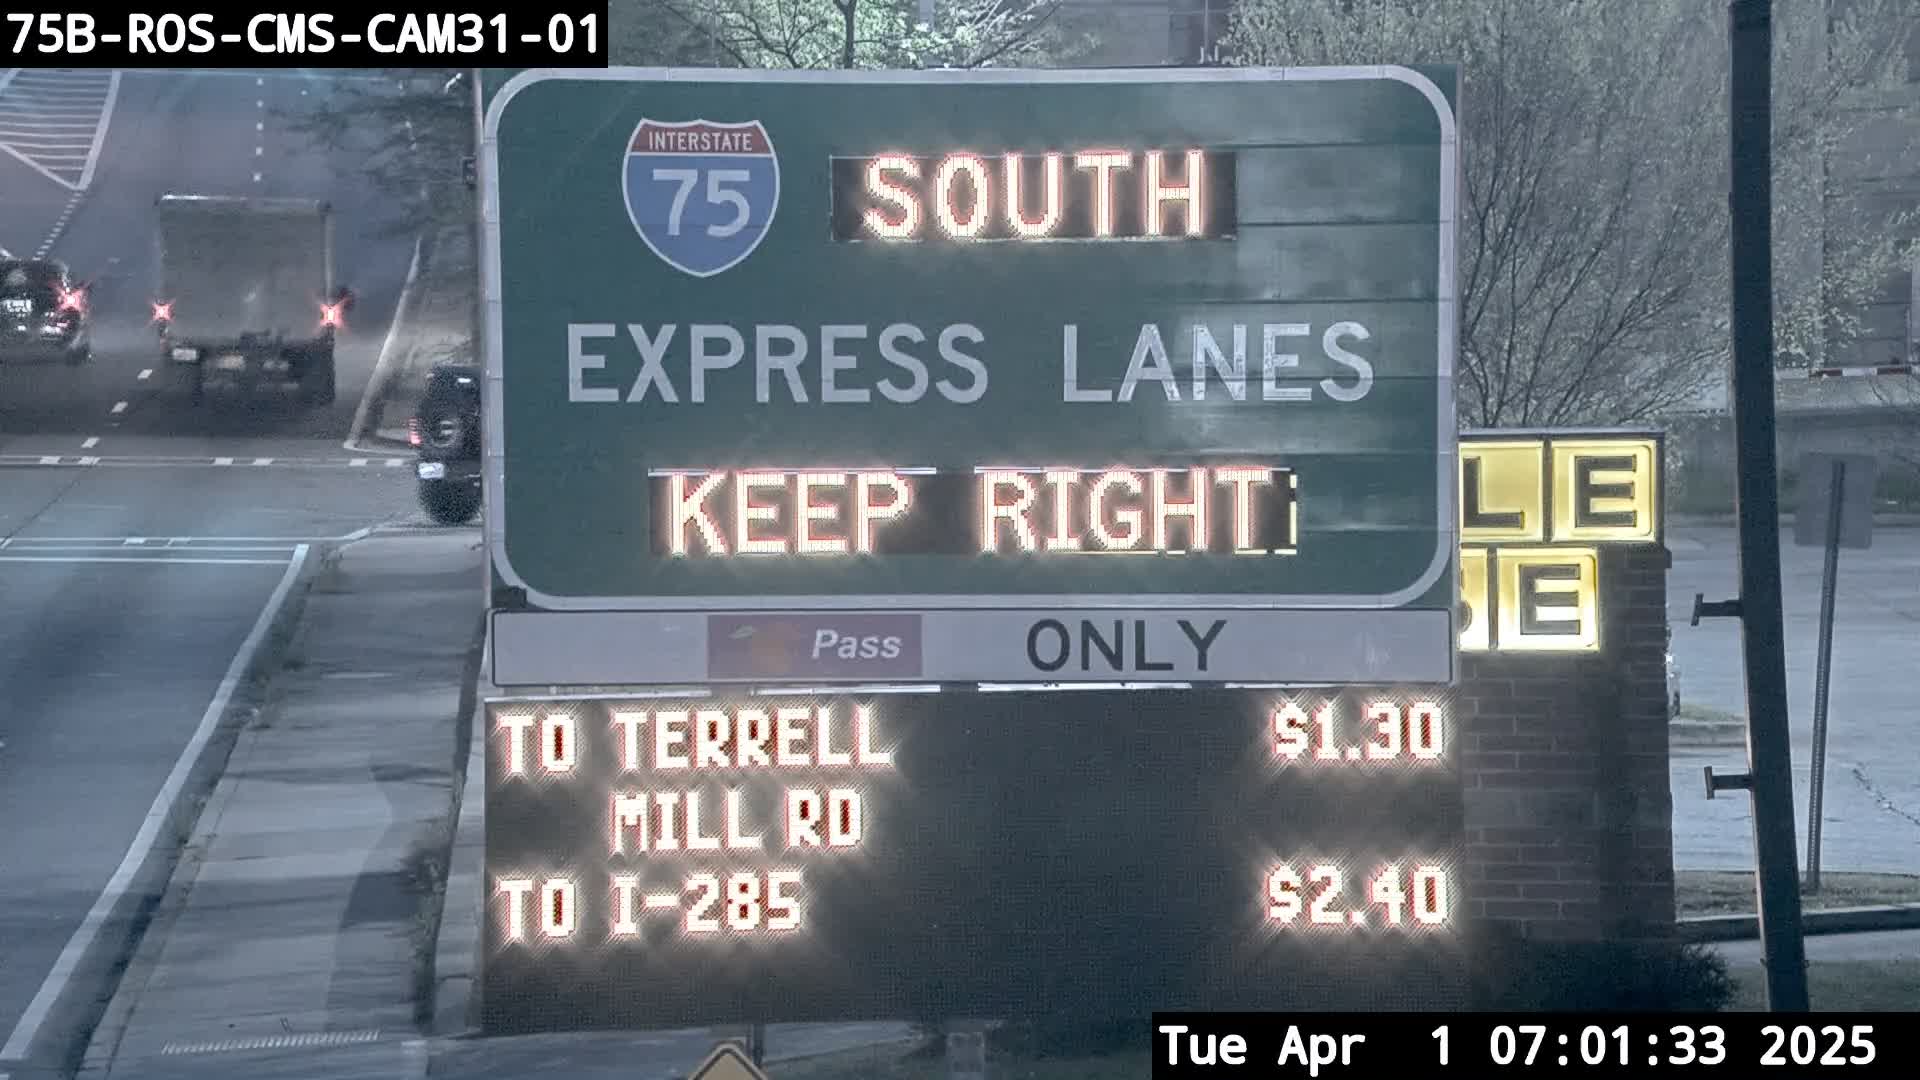 75B-ROS-CMS-CAM31-01
INTERSTATE
75
SOUTH
EXPRESS LANES
KEEP RIGHT
Pass ONLY
TO TERRELL $1.30
MILL RD
TO I-285 $2.40
LE
E
Tue Apr 1 07:01:33 2025